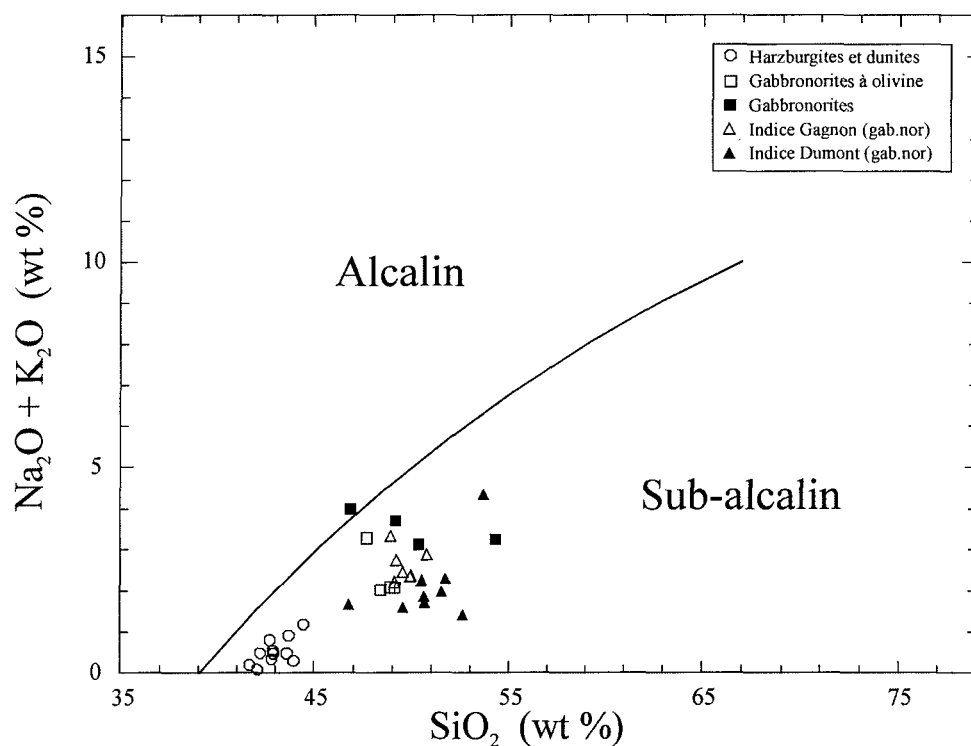 15
10
5
0
Na₂O + K₂O (wt %)
Harzburgites et dunites
Gabbronorites à olivine
Gabbronorites
Indice Gagnon (gab.nor)
Indice Dumont (gab.nor)
Alcalin
Sub-alcalin
35 45 55 65 75
SiO₂ (wt %)